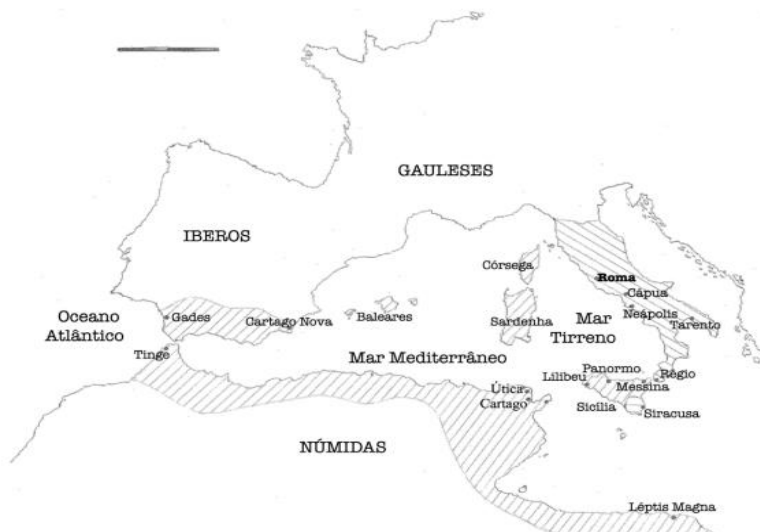 GAULESES
IBEROS
Córsega
Roma
Cápua
Oceano
Atlântico
Gades
Cartago Nova
Baleares
Sardenha
Mar
Tirreno
Neápolis
Tarento
Tinge
Mar Mediterrâneo
Panormo
Régio
Lilibeu
Messina
Útica
Cartago
Sicília
Siracusa
NÚMIDAS
Léptis Magna